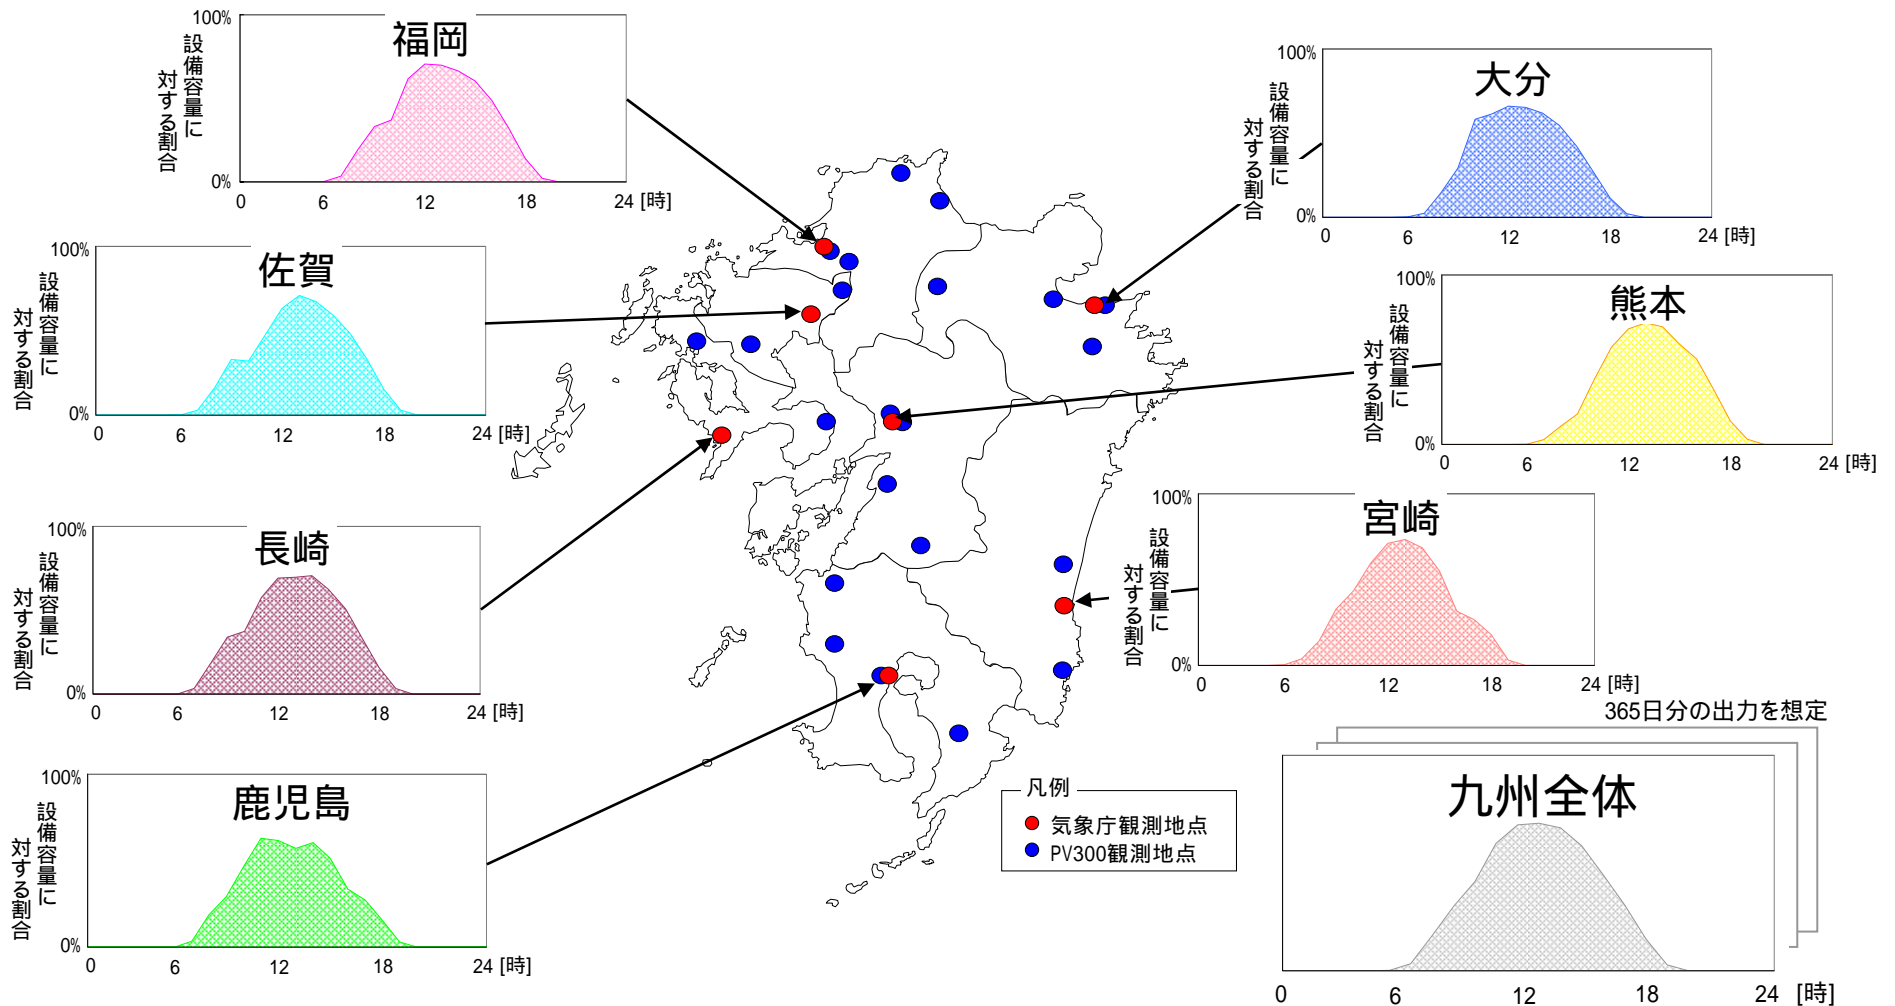 福岡
設備容量に
対する割合
100%
0%
0 6 12 18 24 [時]
佐賀
設備容量に
対する割合
100%
0%
0 6 12 18 24 [時]
長崎
設備容量に
対する割合
100%
0%
0 6 12 18 24 [時]
鹿児島
設備容量に
対する割合
100%
0%
0 6 12 18 24 [時]
大分
設備容量に
対する割合
100%
0%
0 6 12 18 24 [時]
熊本
設備容量に
対する割合
100%
0%
0 6 12 18 24 [時]
宮崎
設備容量に
対する割合
100%
0%
0 6 12 18 24 [時]
365日分の出力を想定
九州全体
0 6 12 18 24 [時]
凡例
気象庁観測地点
PV300観測地点